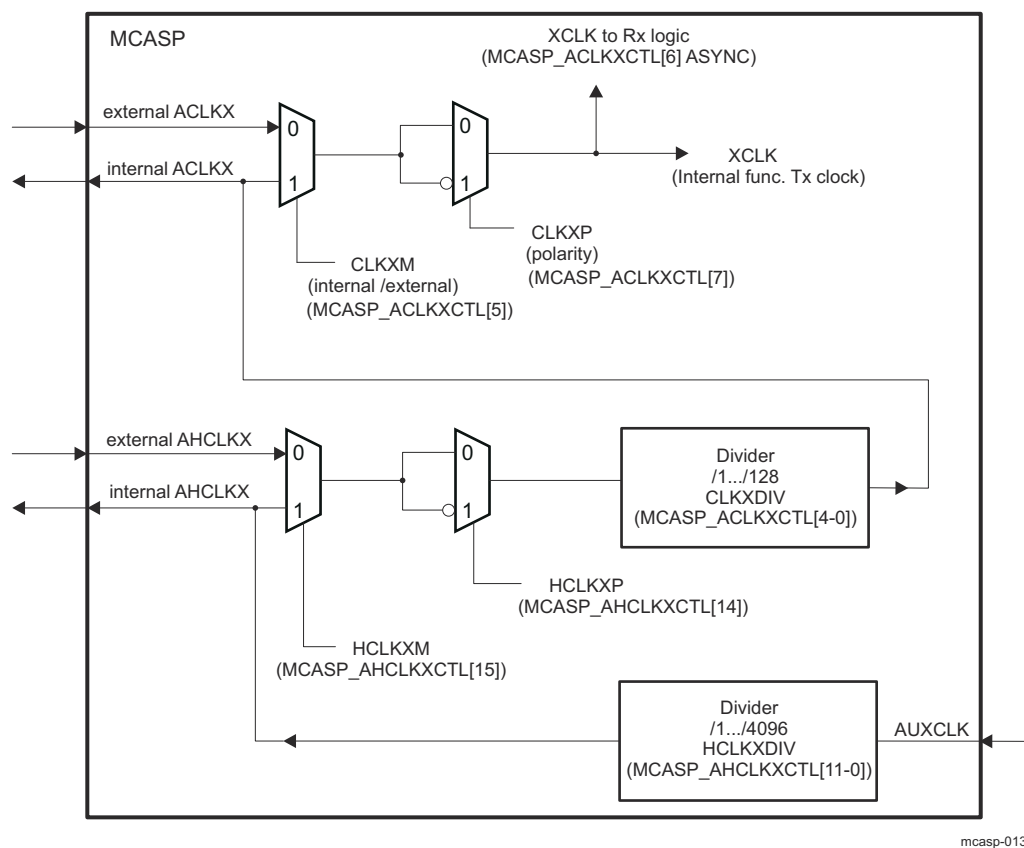 MCASP
XCLK to Rx logic
(MCASP_ACLKXCTL[6] ASYNC)
external ACLKX
0
0
internal ACLKX
1
1
XCLK
(Internal func. Tx clock)
CLKXM
(internal /external)
(MCASP_ACLKXCTL[5])
CLKXP
(polarity)
(MCASP_ACLKXCTL[7])
external AHCLKX
0
0
internal AHCLKX
1
1
Divider
/1.../128
CLKXDIV
(MCASP_ACLKXCTL[4-0])
HCLKXP
(MCASP_AHCLKXCTL[14])
HCLKXM
(MCASP_AHCLKXCTL[15])
Divider
/1.../4096
HCLKXDIV
(MCASP_AHCLKXCTL[11-0])
AUXCLK
mcasp-013